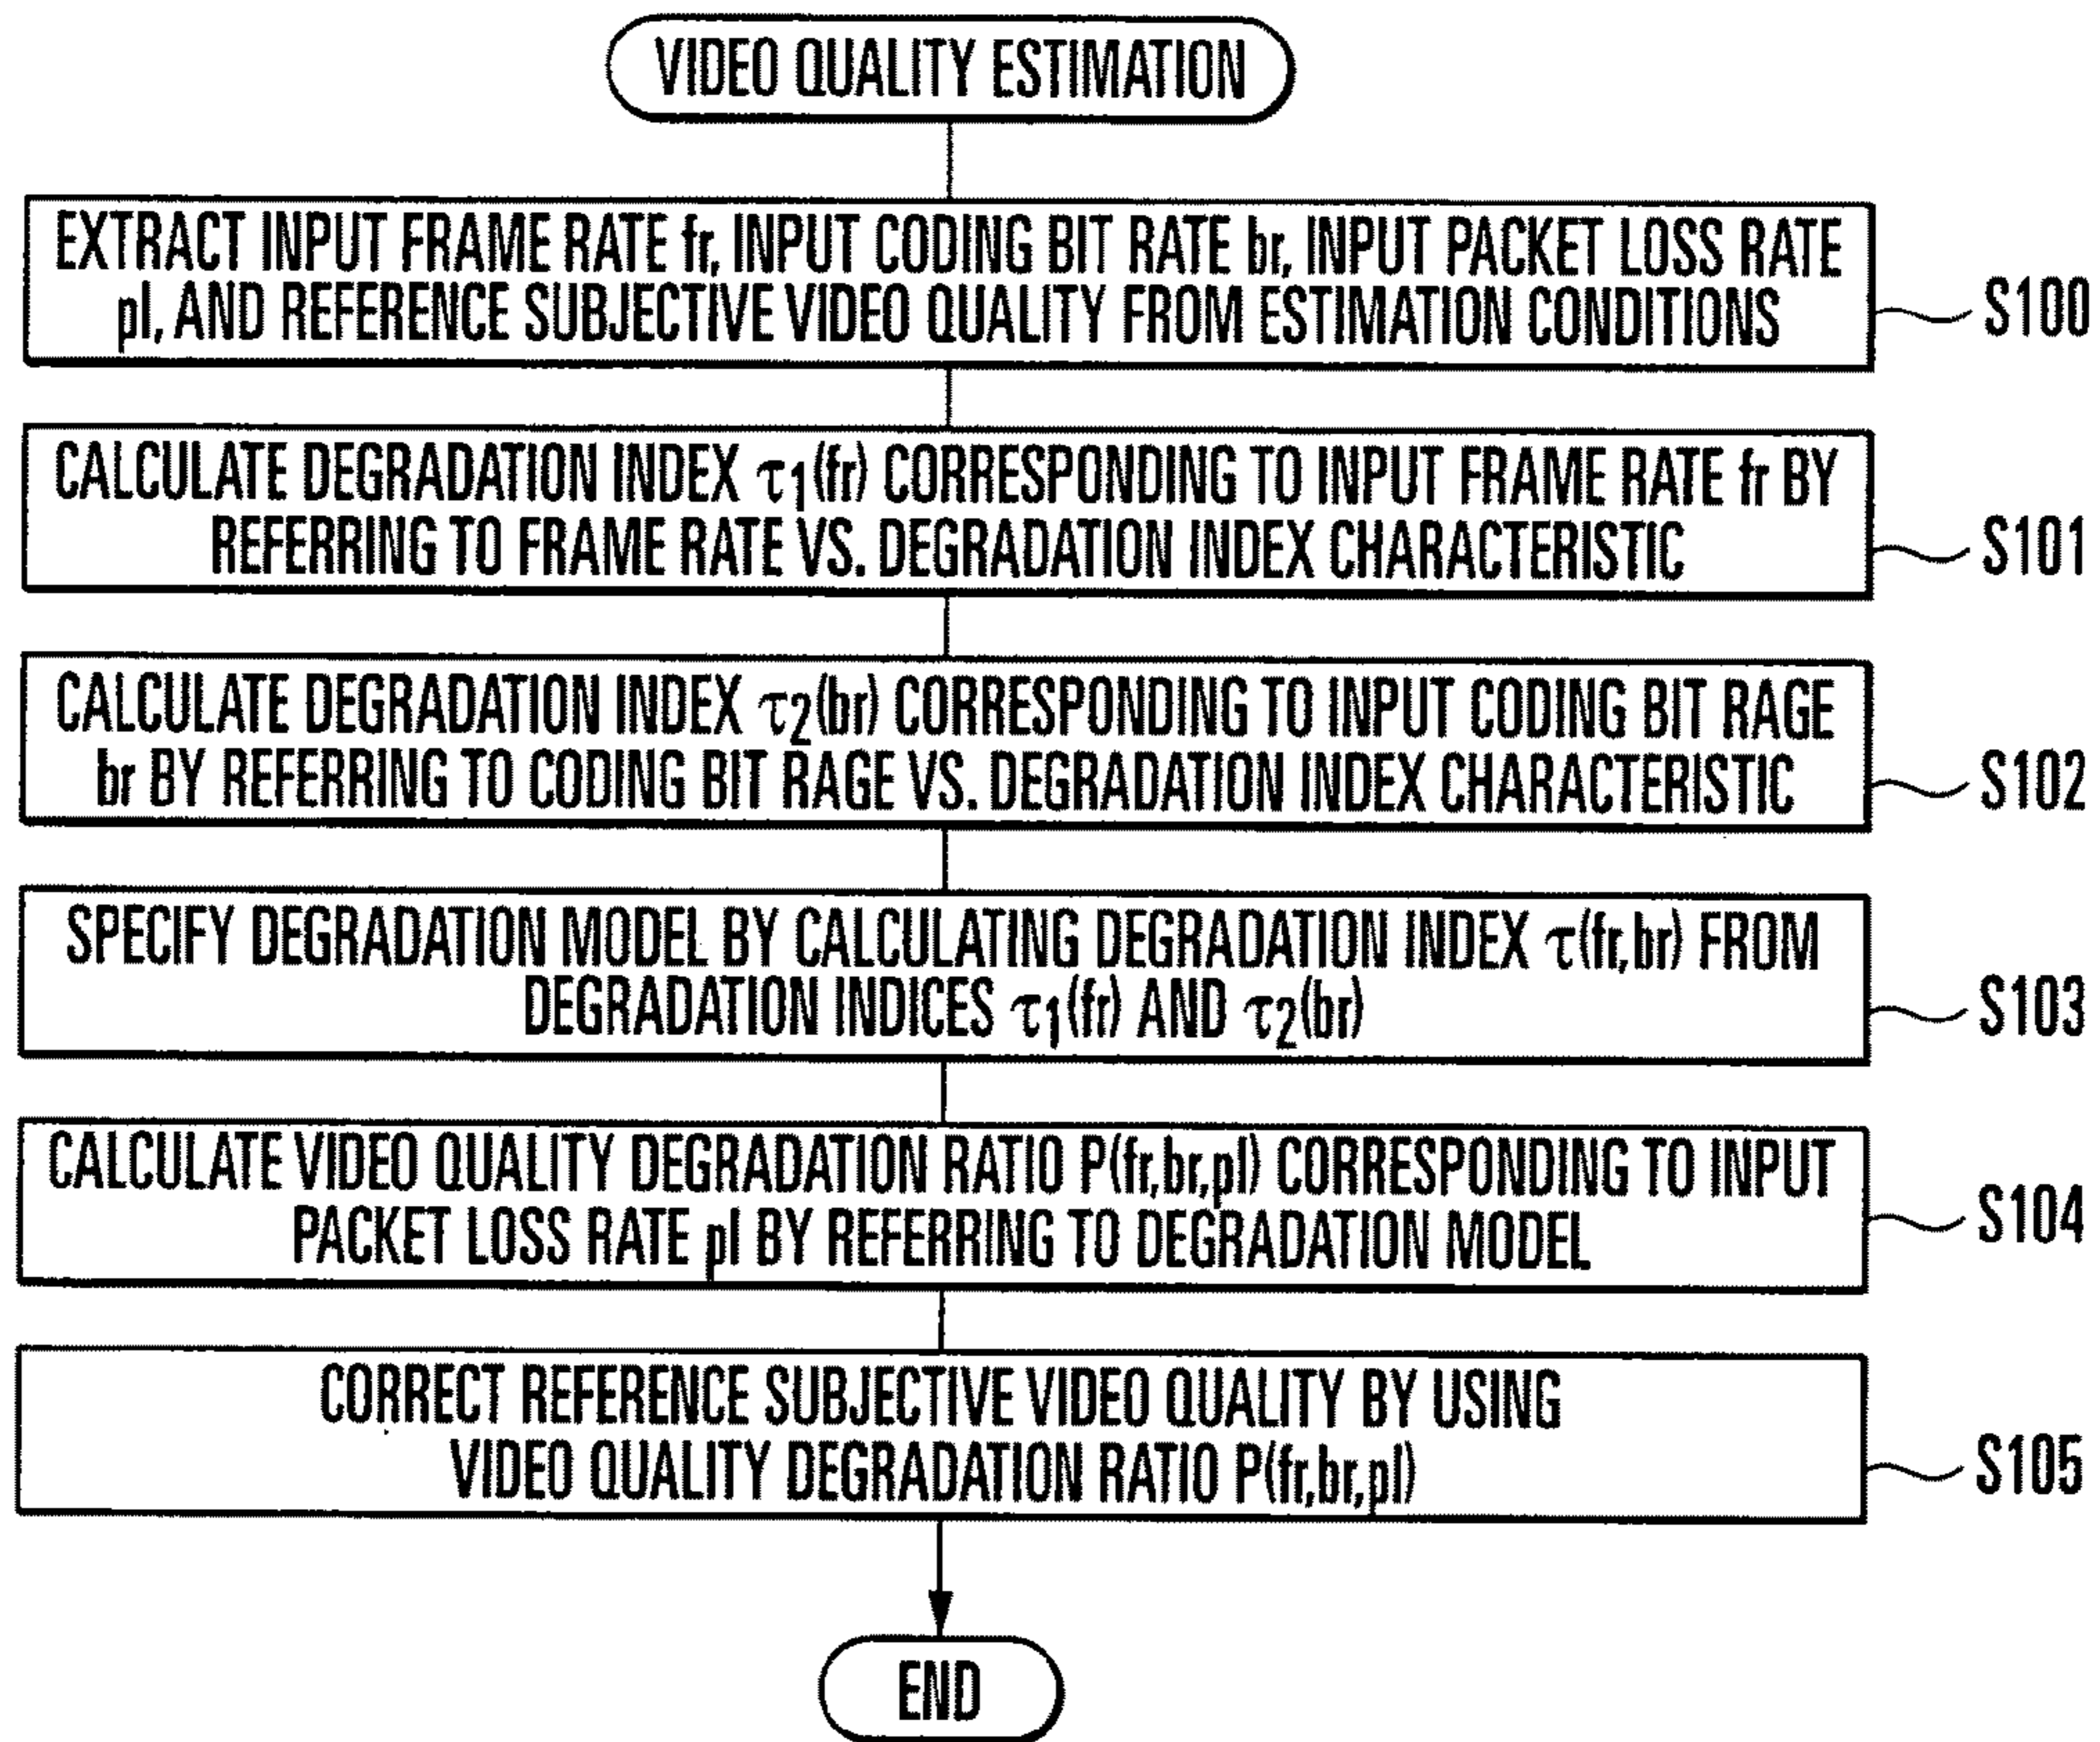 VIDEO QUALITY ESTIMATION
EXTRACT INPUT FRAME RATE fr, INPUT CODING BIT RATE br, INPUT PACKET LOSS RATE
pl, AND REFERENCE SUBJECTIVE VIDEO QUALITY FROM ESTIMATION CONDITIONS
S100
CALCULATE DEGRADATION INDEX τ1(fr) CORRESPONDING TO INPUT FRAME RATE fr BY
REFERRING TO FRAME RATE VS. DEGRADATION INDEX CHARACTERISTIC
S101
CALCULATE DEGRADATION INDEX τ2(br) CORRESPONDING TO INPUT CODING BIT RAGE
br BY REFERRING TO CODING BIT RAGE VS. DEGRADATION INDEX CHARACTERISTIC
S102
SPECIFY DEGRADATION MODEL BY CALCULATING DEGRADATION INDEX τ(fr,br) FROM
DEGRADATION INDICES τ1(fr) AND τ2(br)
S103
CALCULATE VIDEO QUALITY DEGRADATION RATIO P(fr,br,pl) CORRESPONDING TO INPUT
PACKET LOSS RATE pl BY REFERRING TO DEGRADATION MODEL
S104
CORRECT REFERENCE SUBJECTIVE VIDEO QUALITY BY USING
VIDEO QUALITY DEGRADATION RATIO P(fr,br,pl)
S105
END